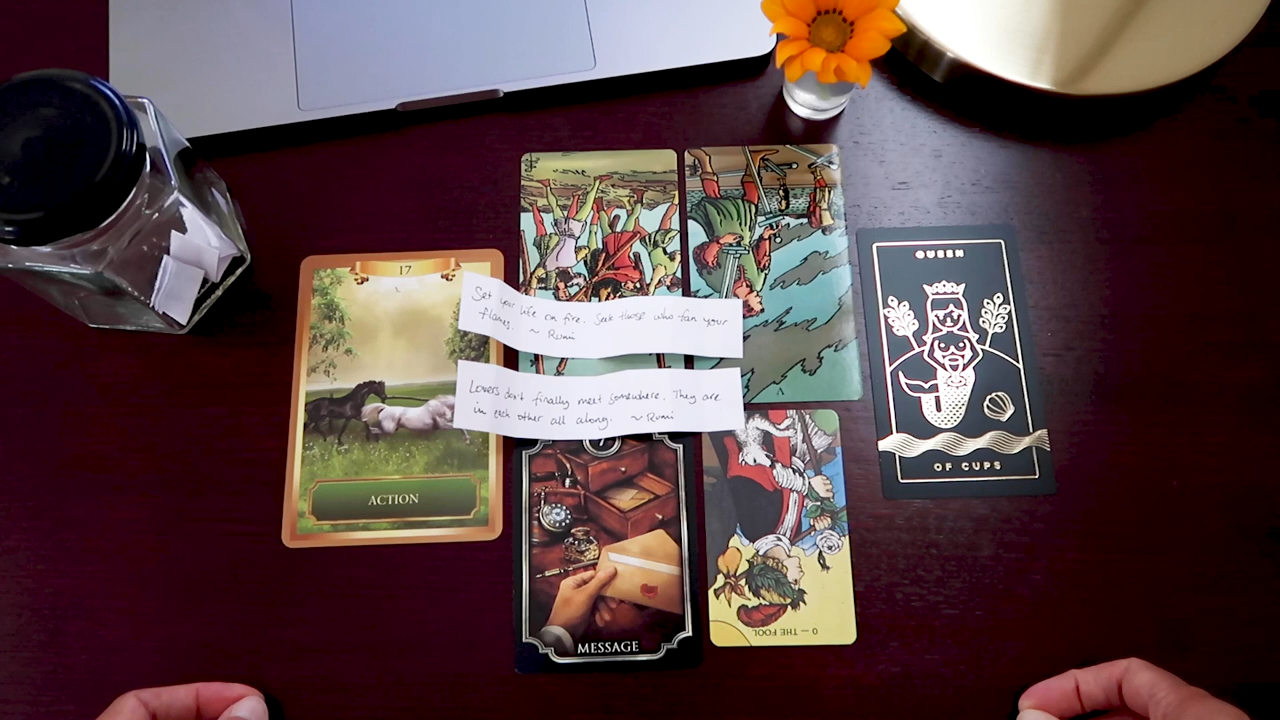 17
ACTION
Set your life on fire. Seek those who fan your
flames. ~ Rumi
Lovers don't finally meet somewhere. They are
in each other all along. ~ Rumi
V
QUEEN
OF CUPS
MESSAGE
0 — THE FOOL